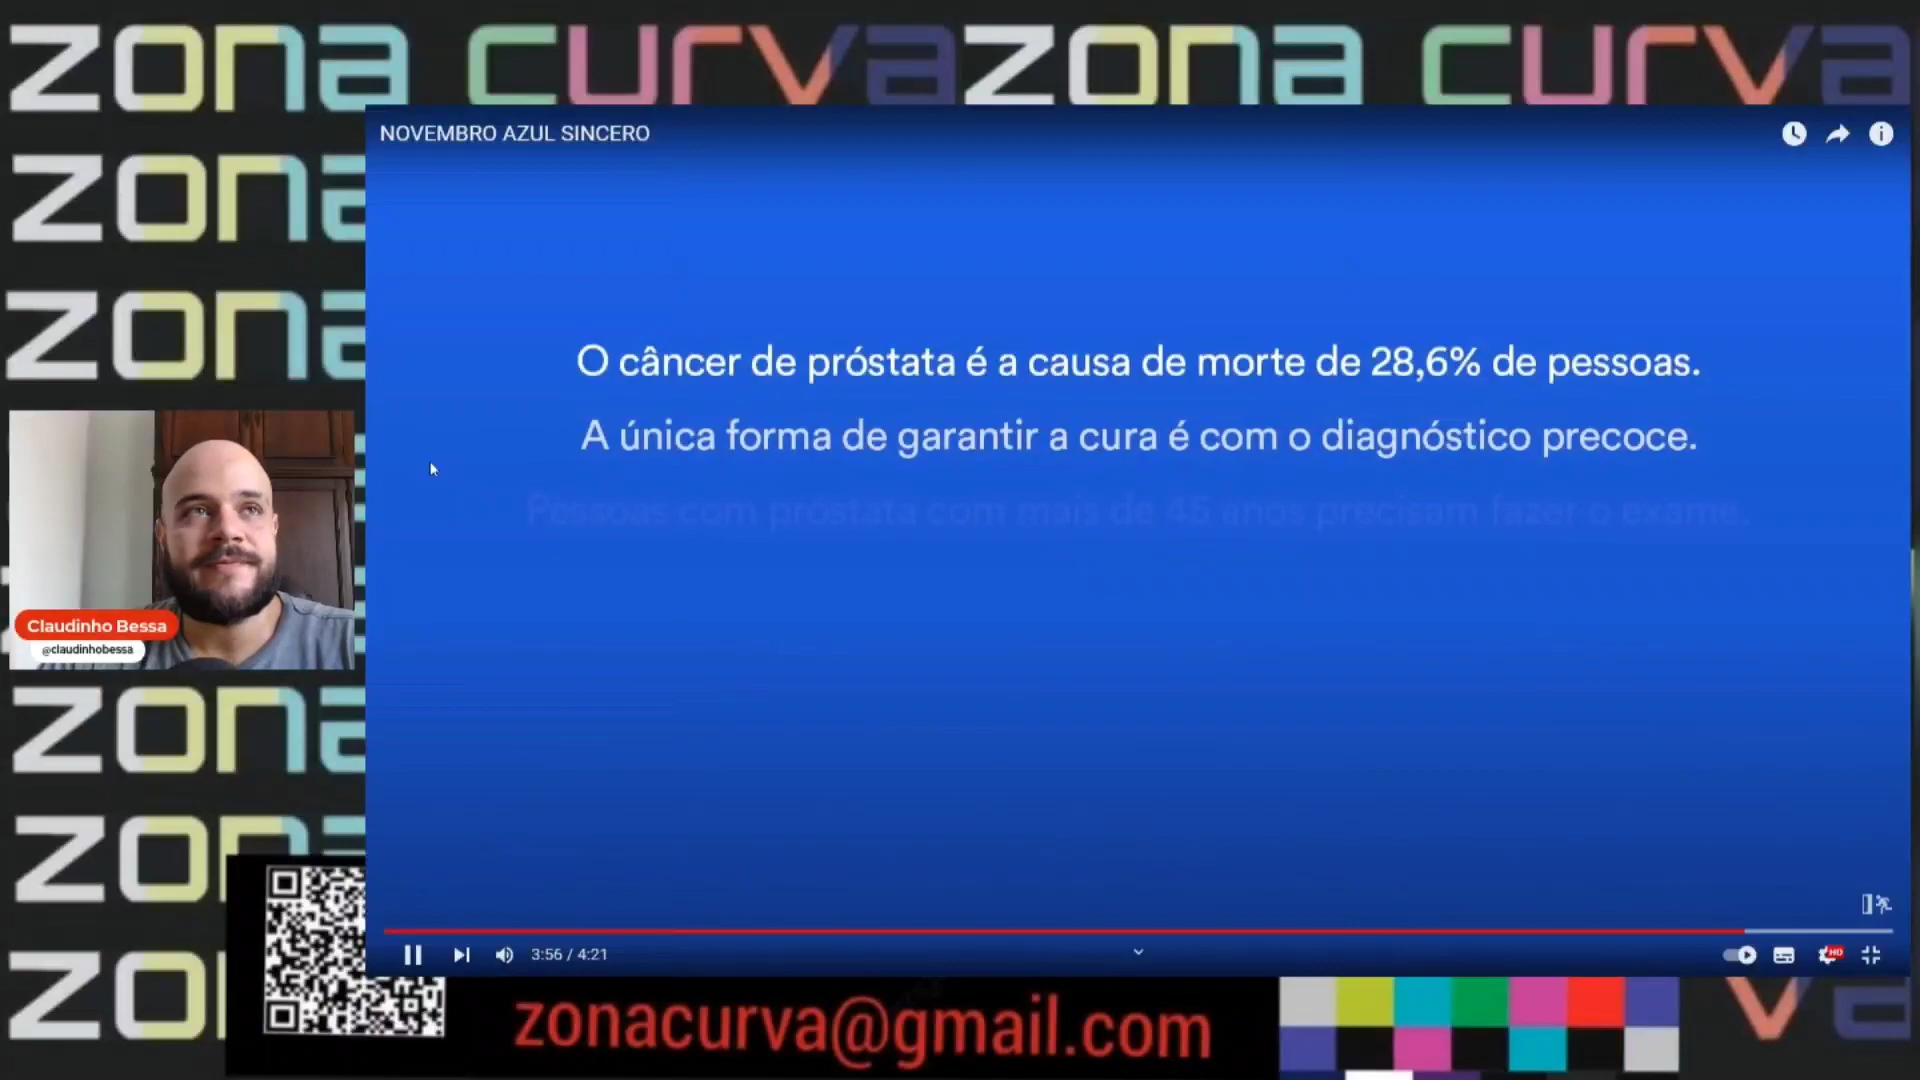 zona curva zona curva
NOVEMBRO AZUL SINCERO
zona
zona
O câncer de próstata é a causa de morte de 28,6% de pessoas.
A única forma de garantir a cura é com o diagnóstico precoce.
Pessoas com próstata com mais de 45 anos precisam fazer o exame.
Claudinho Bessa
@claudinhobessa
zona
zona
HD
3:56 / 4:21
zonacurva@gmail.com